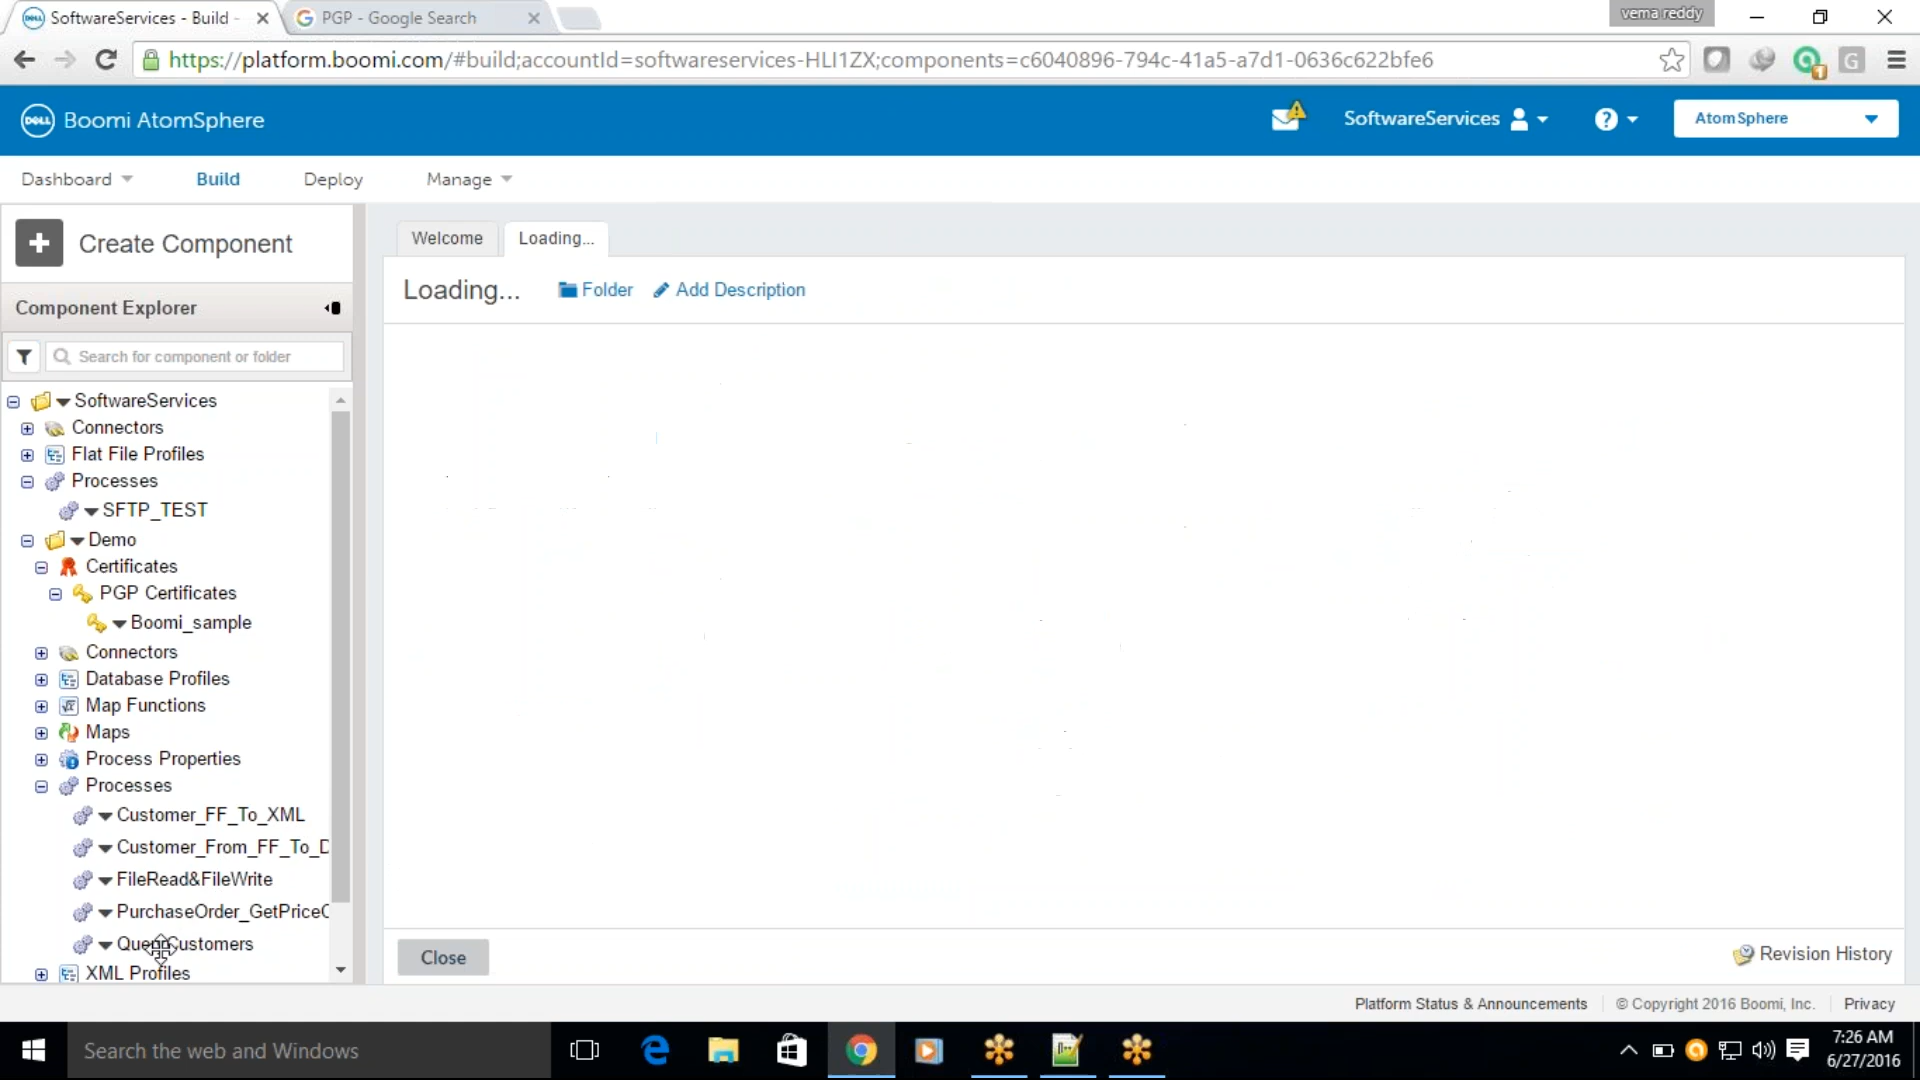 SoftwareServices - Build -
PGP - Google Search
vema reddy
https://platform.boomi.com/#build;accountId=softwareservices-HLI1ZX;components=c6040896-794c-41a5-a7d1-0636c622bfe6
DELL Boomi AtomSphere
SoftwareServices
AtomSphere
Dashboard Build Deploy Manage
Create Component
Component Explorer
Search for component or folder
SoftwareServices
Connectors
Flat File Profiles
Processes
SFTP_TEST
Demo
Certificates
PGP Certificates
Boomi_sample
Connectors
Database Profiles
Map Functions
Maps
Process Properties
Processes
Customer_FF_To_XML
Customer_From_FF_To_D
FileRead&FileWrite
PurchaseOrder_GetPriceC
QueryCustomers
XML Profiles
Welcome Loading...
Loading... Folder Add Description
Close
Revision History
Platform Status & Announcements © Copyright 2016 Boomi, Inc. Privacy
Search the web and Windows
7:26 AM
6/27/2016